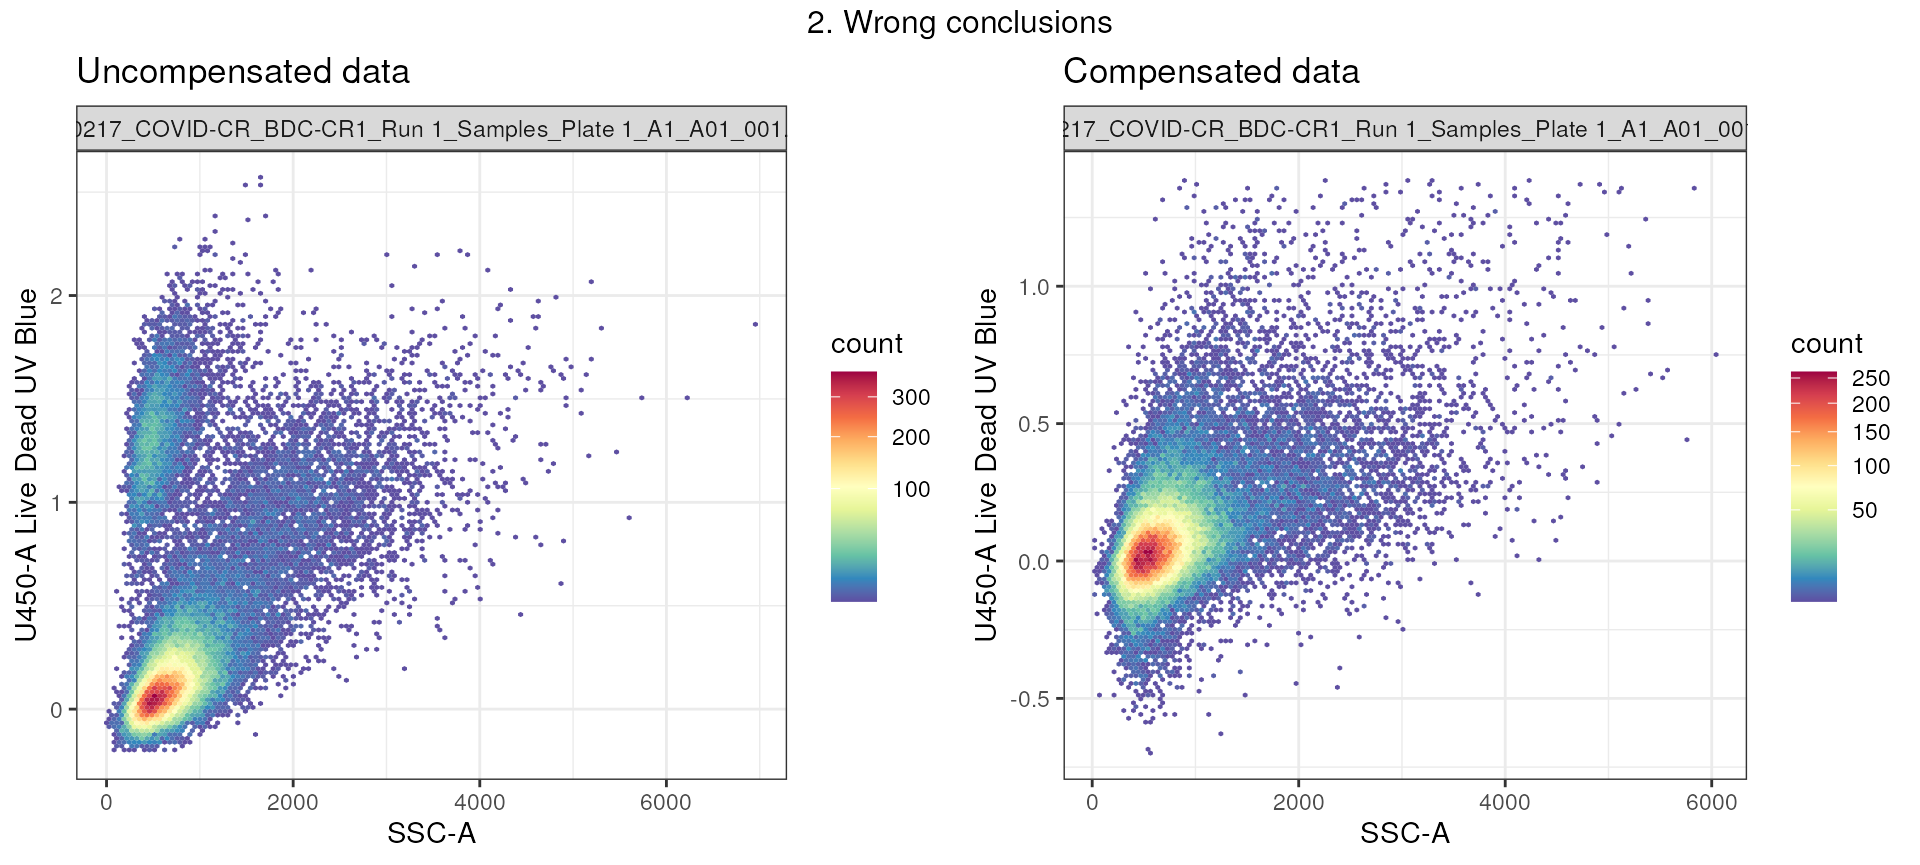 2. Wrong conclusions
Uncompensated data
0217_COVID-CR_BDC-CR1_Run 1_Samples_Plate 1_A1_A01_001.
U450-A Live Dead UV Blue
2
1
0
0
2000
4000
6000
SSC-A
count
300
200
100
Compensated data
217_COVID-CR_BDC-CR1_Run 1_Samples_Plate 1_A1_A01_00
U450-A Live Dead UV Blue
1.0
0.5
0.0
-0.5
0
2000
4000
6000
SSC-A
count
250
200
150
100
50